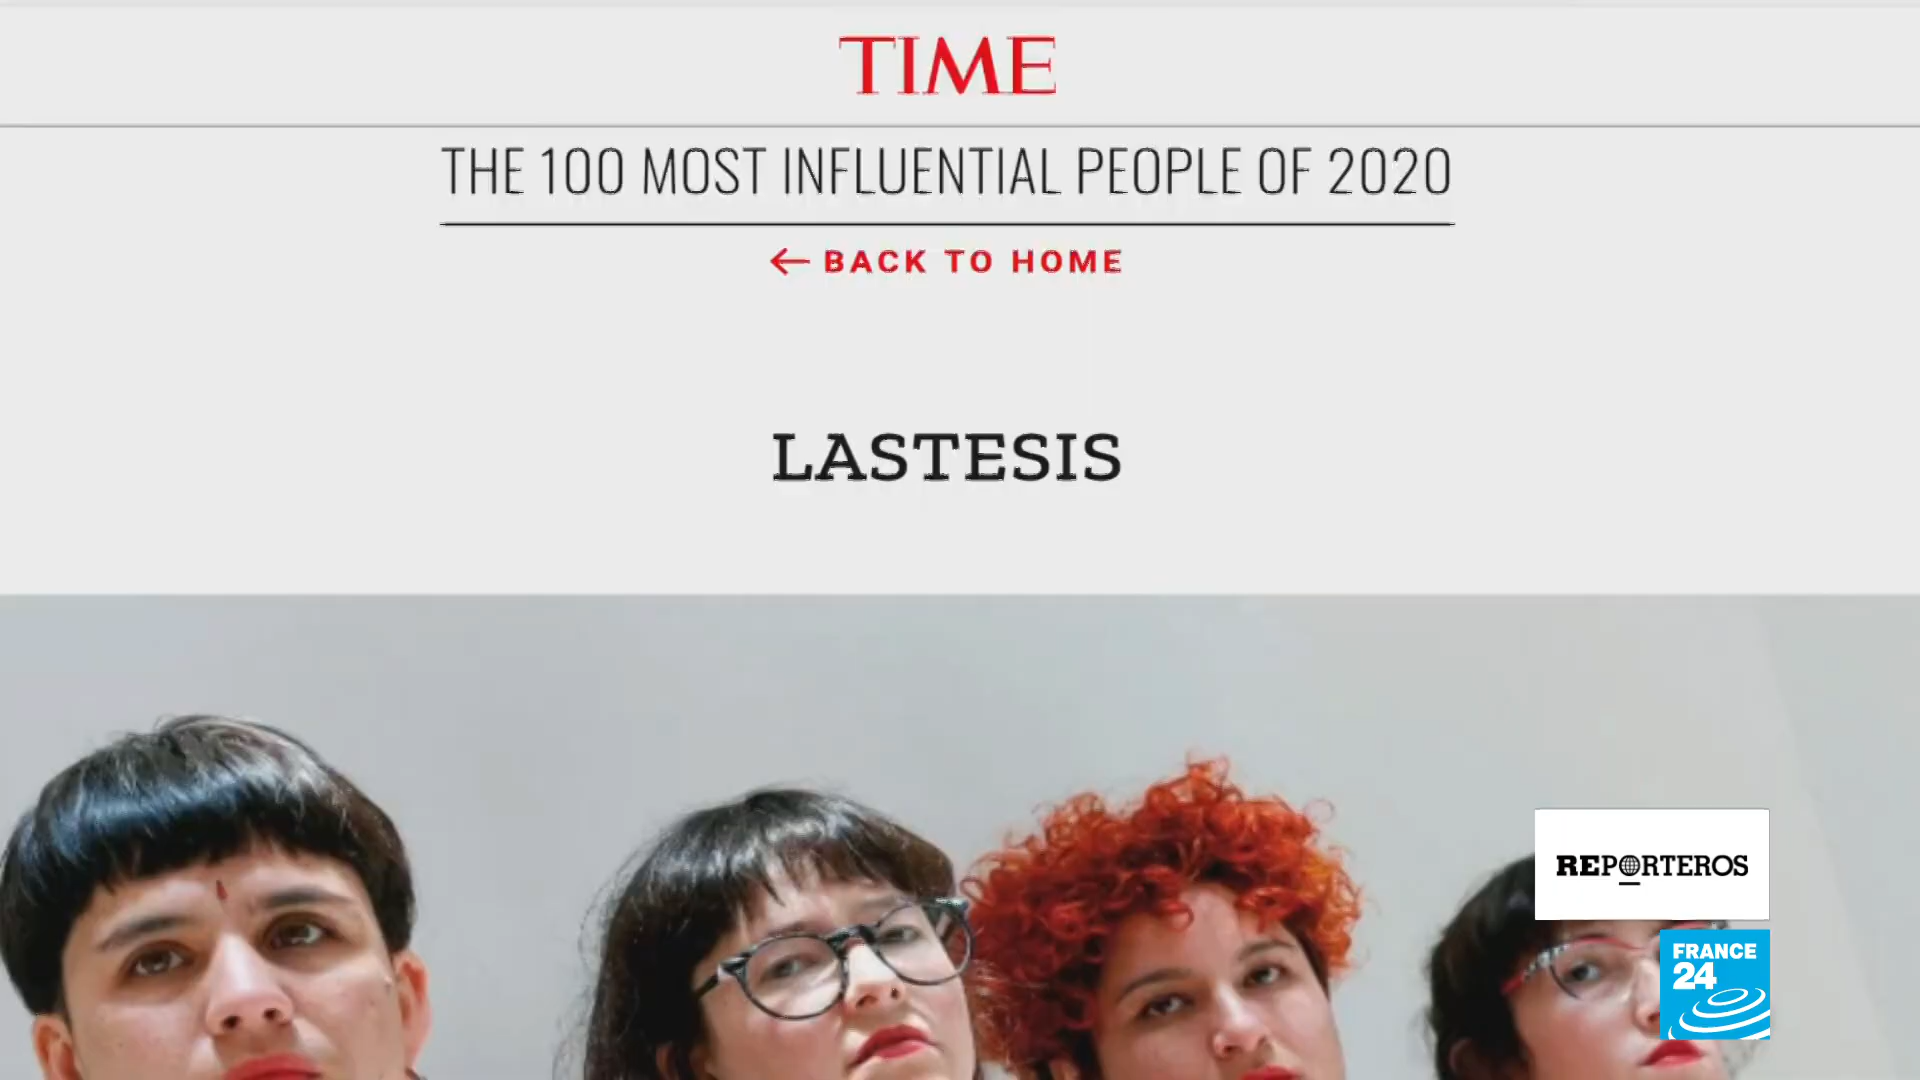 TIME
THE 100 MOST INFLUENTIAL PEOPLE OF 2020
← BACK TO HOME
LASTESIS
REPORTEROS
FRANCE
24